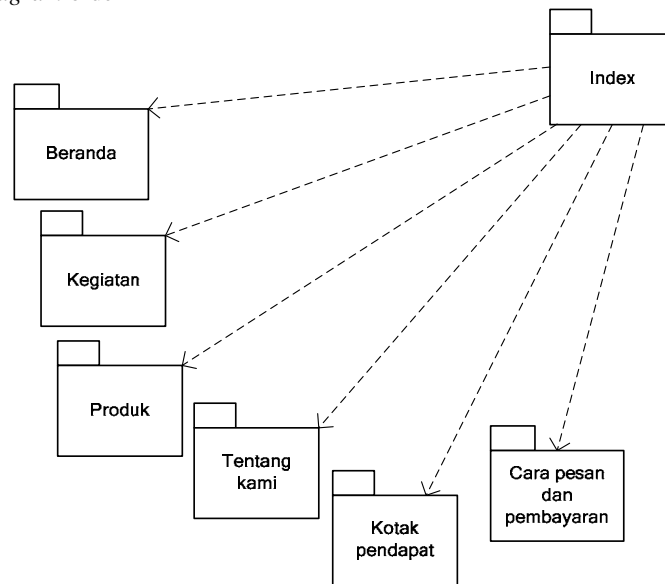 Index
Beranda
Kegiatan
Produk
Tentang
kami
Cara pesan
dan
pembayaran
Kotak
pendapat